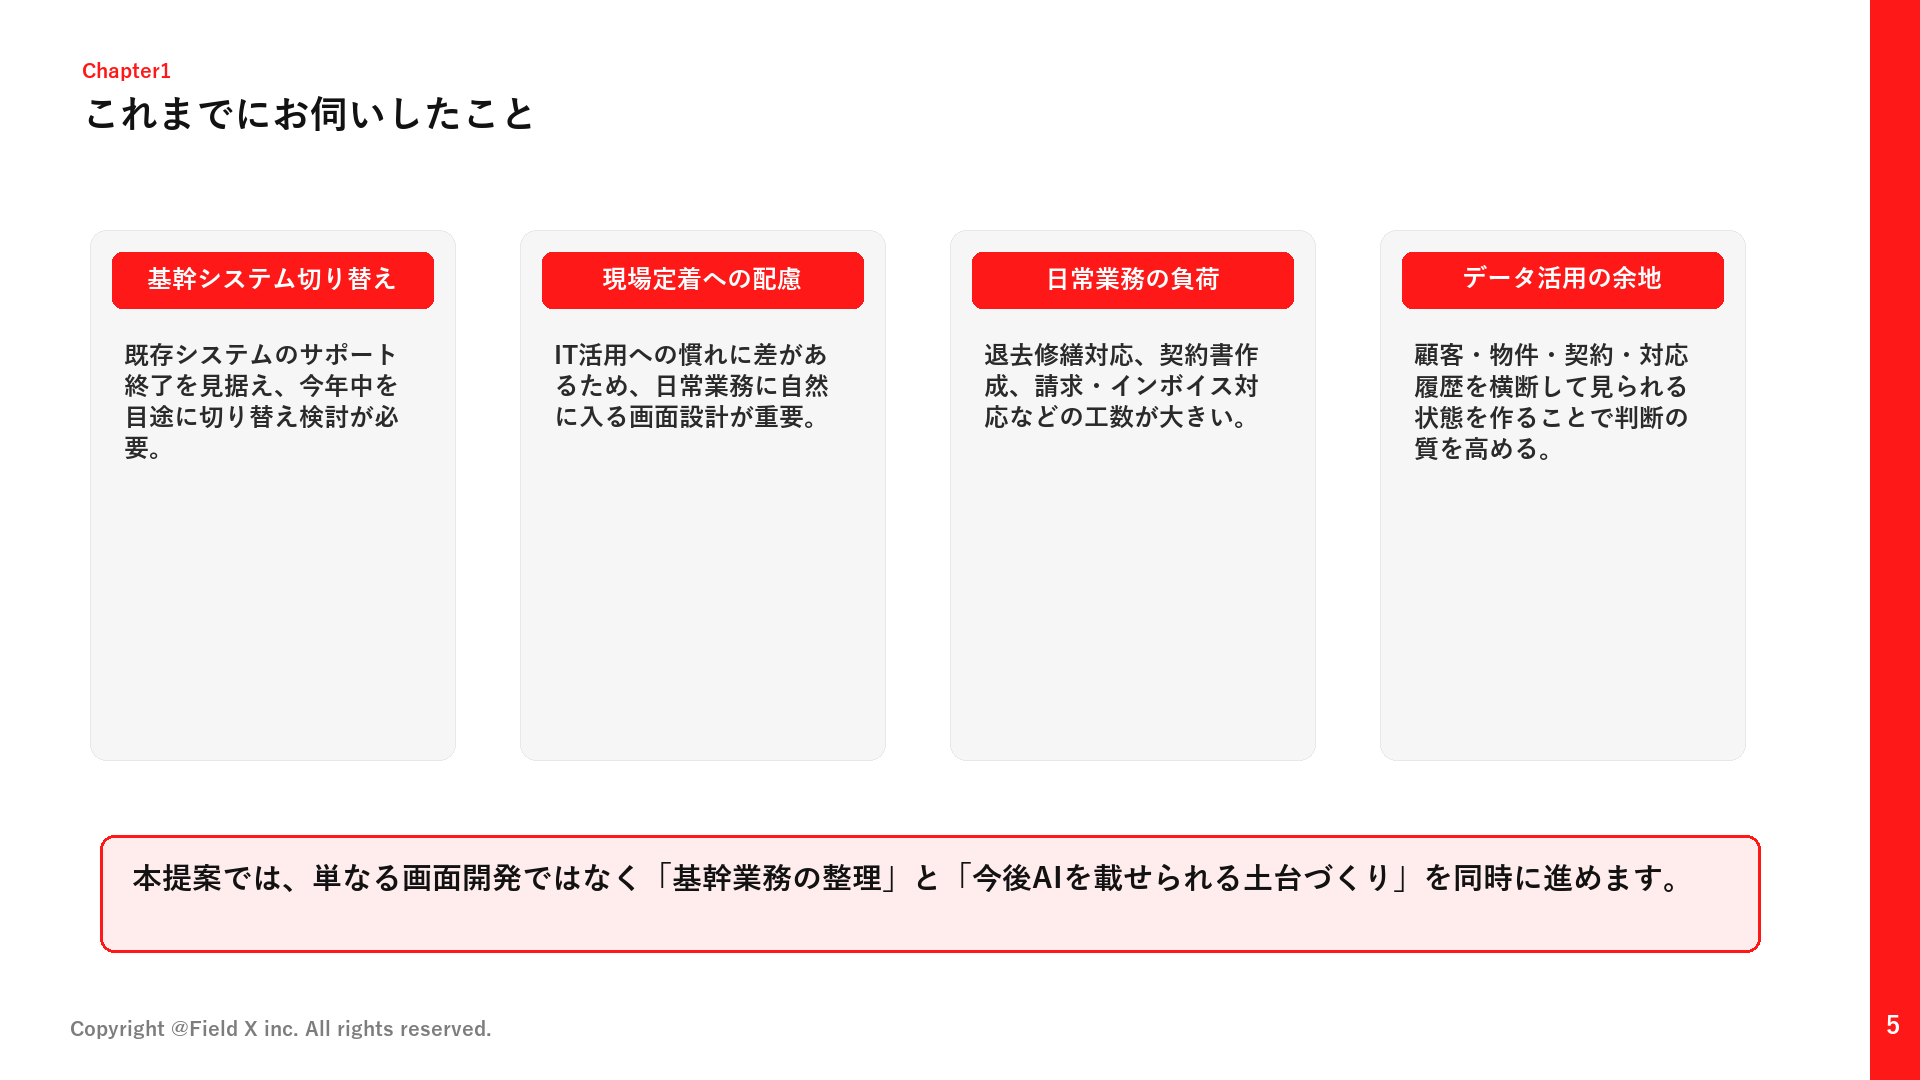 Chapter1
これまでにお伺いしたこと
基幹システム切り替え
既存システムのサポート
終了を見据え、今年中を
目途に切り替え検討が必
要。
現場定着への配慮
IT活用への慣れに差があ
るため、日常業務に自然
に入る画面設計が重要。
日常業務の負荷
退去修繕対応、契約書作
成、請求・インボイス対
応などの工数が大きい。
データ活用の余地
顧客・物件・契約・対応
履歴を横断して見られる
状態を作ることで判断の
質を高める。
本提案では、単なる画面開発ではなく「基幹業務の整理」と「今後AIを載せられる土台づくり」を同時に進めます。
Copyright @Field X inc. All rights reserved.
5